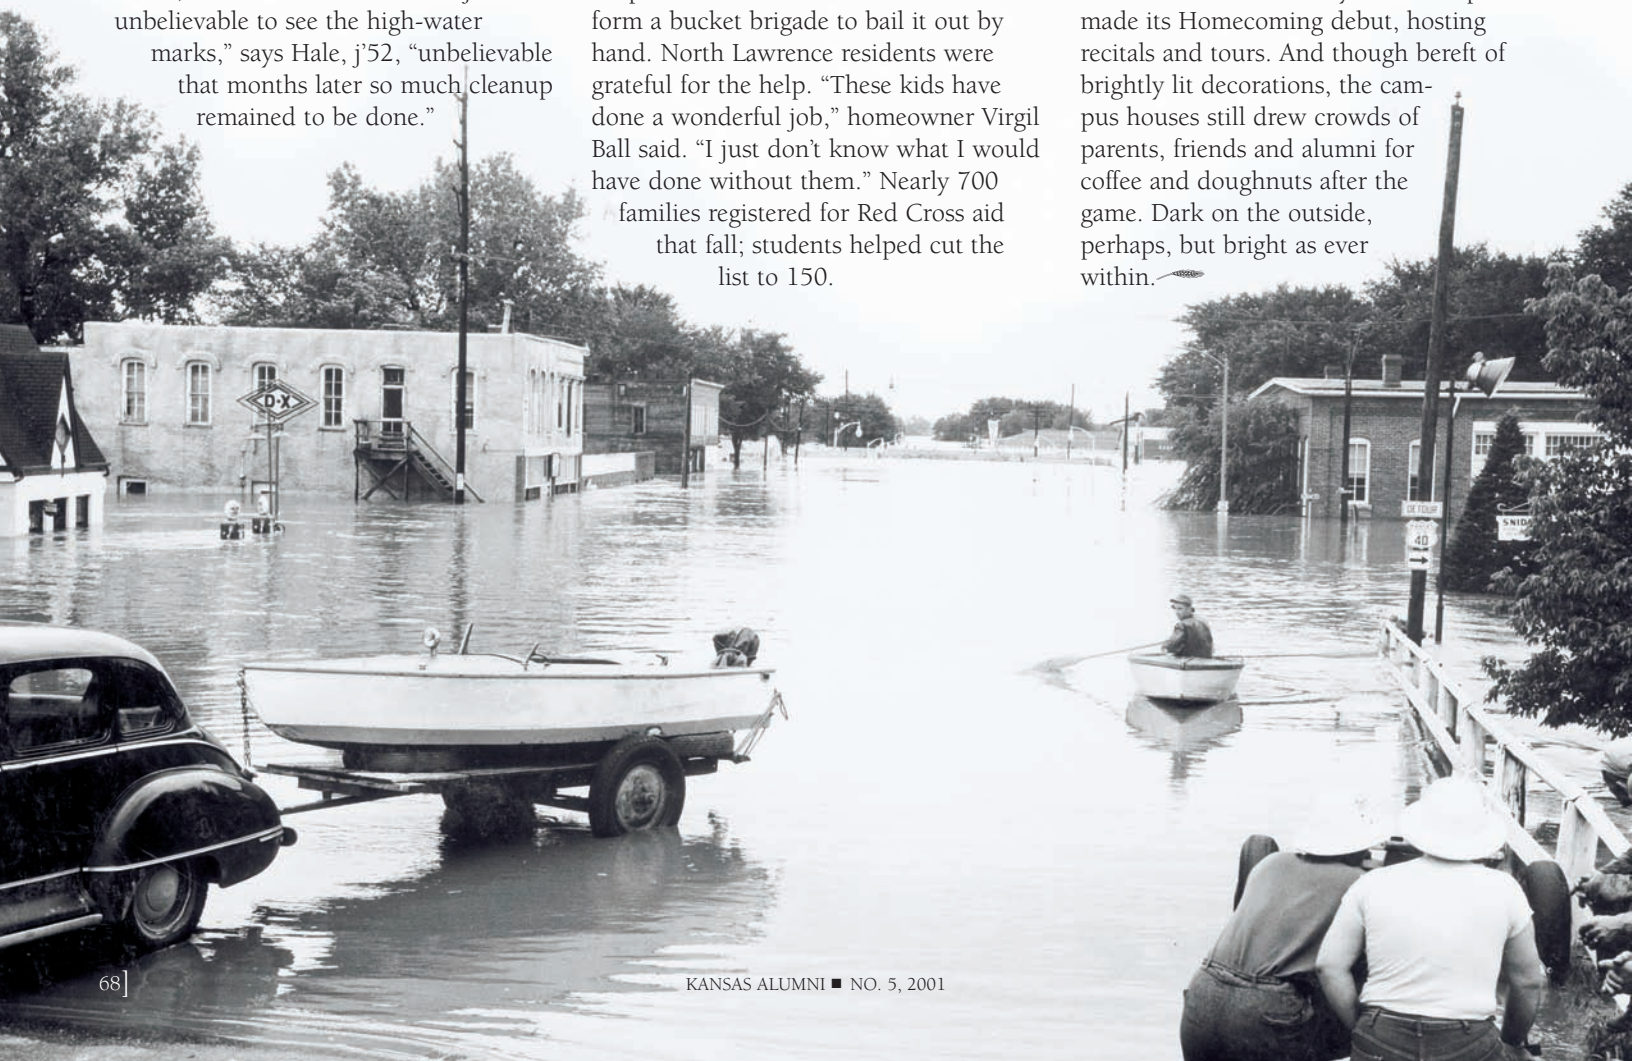 unbelievable to see the high-water
marks,” says Hale, j’52, “unbelievable
that months later so much cleanup
remained to be done.”
form a bucket brigade to bail it out by
hand. North Lawrence residents were
grateful for the help. “These kids have
done a wonderful job,” homeowner Virgil
Ball said. “I just don’t know what I would
have done without them.” Nearly 700
families registered for Red Cross aid
that fall; students helped cut the
list to 150.
made its Homecoming debut, hosting
recitals and tours. And though bereft of
brightly lit decorations, the cam-
pus houses still drew crowds of
parents, friends and alumni for
coffee and doughnuts after the
game. Dark on the outside,
perhaps, but bright as ever
within.
D-X
DETOUR
40
68]
KANSAS ALUMNI ■ NO. 5, 2001